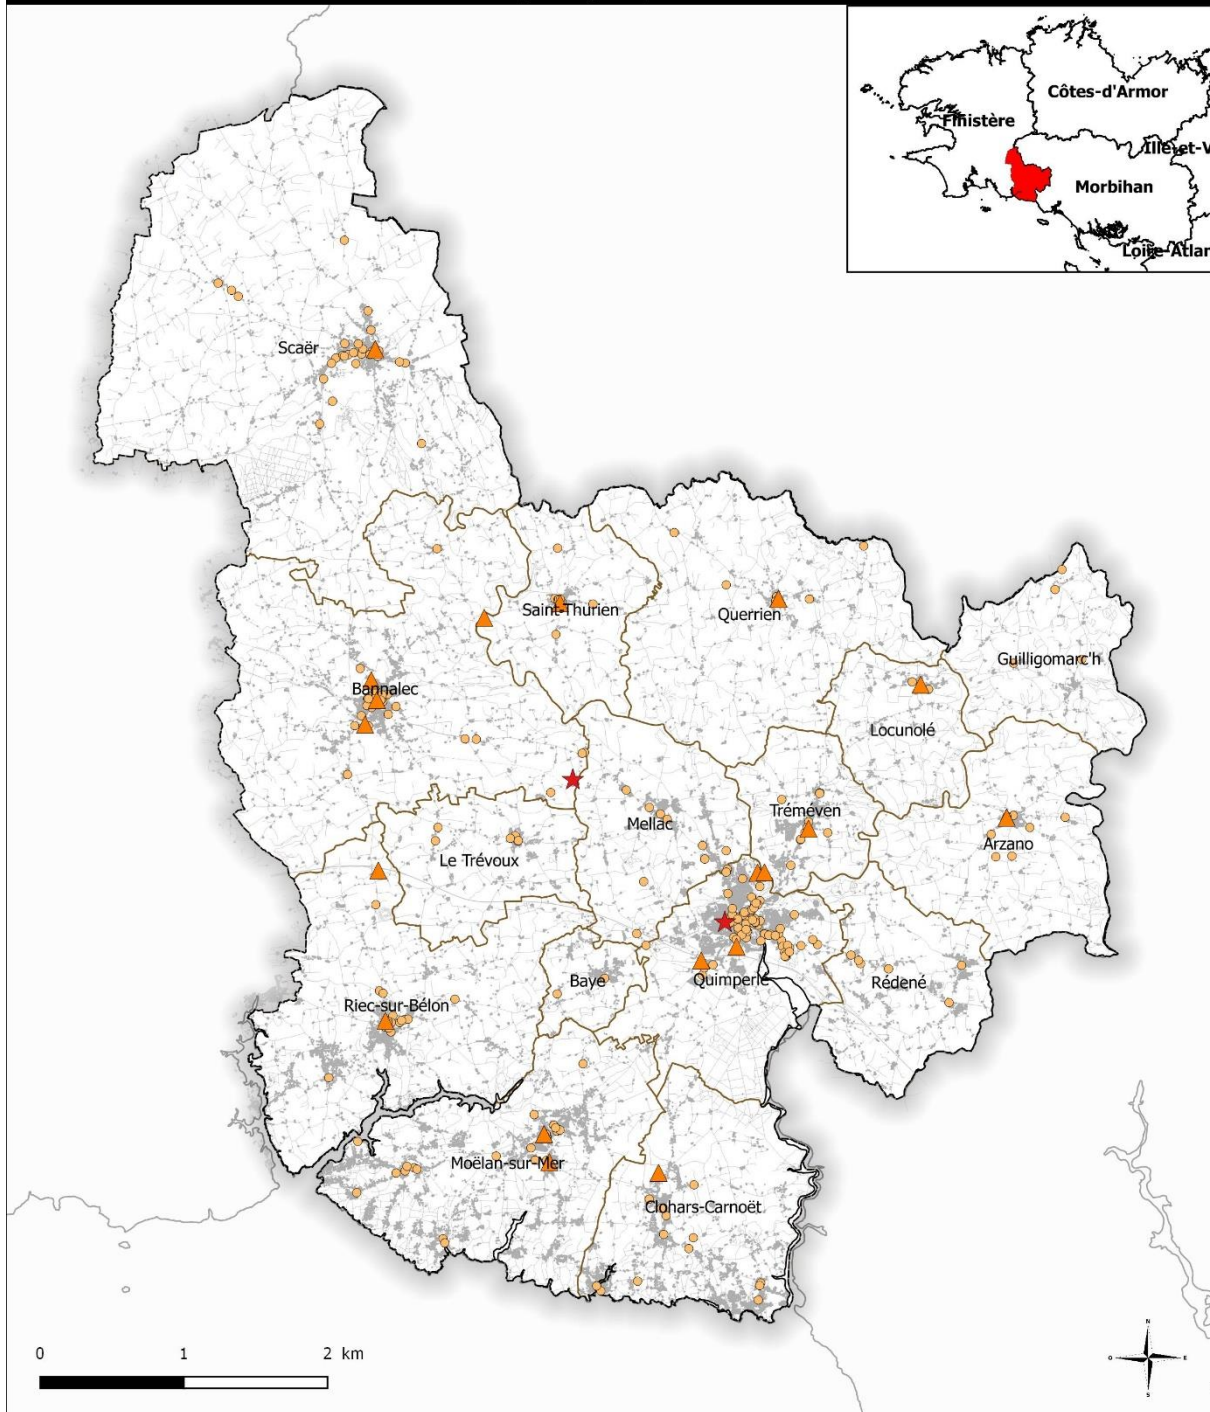 Côtes-d'Armor
Finistère
Ille-et-V
Morbihan
Loire-Atlan
Scaër
Saint-Thurien
Querrien
Guilligomarc'h
Bannalec
Locunolé
Mellac
Tréméven
Arzano
Le Trévoux
Baye
Quimperlé
Rédené
Riec-sur-Bélon
Moëlan-sur-Mer
Clohars-Carnoët
0 1 2 km
N
O E
S